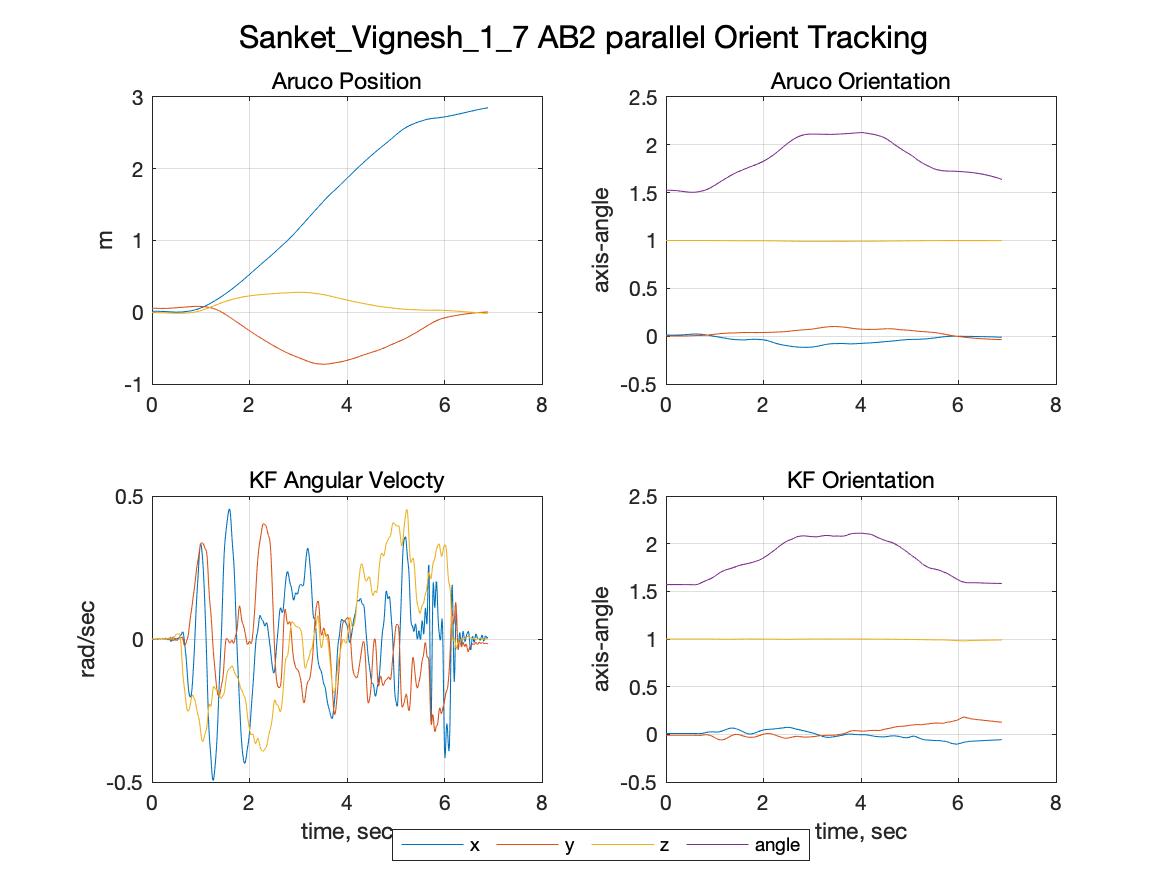 Sanket_Vignesh_1_7 AB2 parallel Orient Tracking
Aruco Position
3
2
1
0
-1
m
0 2 4 6 8
Aruco Orientation
2.5
2
1.5
1
0.5
0
-0.5
axis-angle
0 2 4 6 8
KF Angular Velocty
0.5
0
-0.5
rad/sec
0 2 4 6 8
time, sec
KF Orientation
2.5
2
1.5
1
0.5
0
-0.5
axis-angle
0 2 4 6 8
time, sec
x y z angle